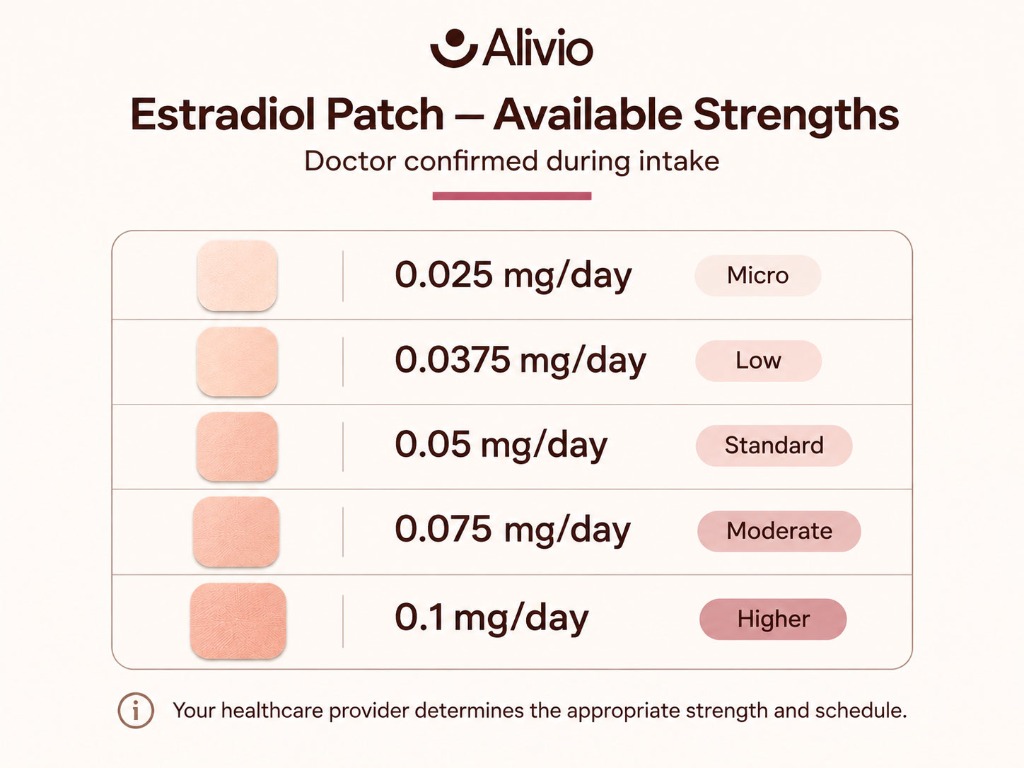 Alivio
Estradiol Patch – Available Strengths
Doctor confirmed during intake
0.025 mg/day Micro
0.0375 mg/day Low
0.05 mg/day Standard
0.075 mg/day Moderate
0.1 mg/day Higher
i Your healthcare provider determines the appropriate strength and schedule.